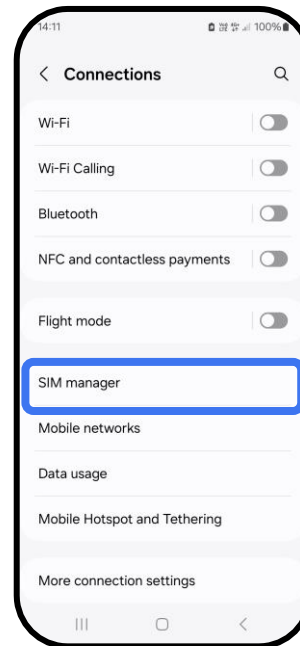 14:11 100%
Connections
Wi-Fi
Wi-Fi Calling
Bluetooth
NFC and contactless payments
Flight mode
SIM manager
Mobile networks
Data usage
Mobile Hotspot and Tethering
More connection settings